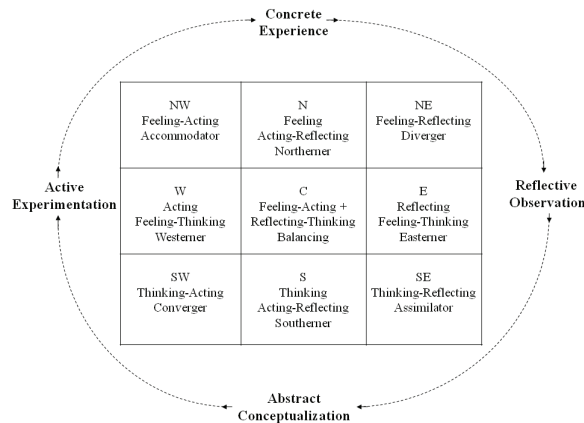 Concrete
Experience
NW
Feeling-Acting
Accommodator
N
Feeling
Acting-Reflecting
Northerner
NE
Feeling-Reflecting
Diverger
Active
Experimentation
W
Acting
Feeling-Thinking
Westerner
C
Feeling-Acting +
Reflecting-Thinking
Balancing
E
Reflecting
Feeling-Thinking
Easterner
Reflective
Observation
SW
Thinking-Acting
Converger
S
Thinking
Acting-Reflecting
Southerner
SE
Thinking-Reflecting
Assimilator
Abstract
Conceptualization